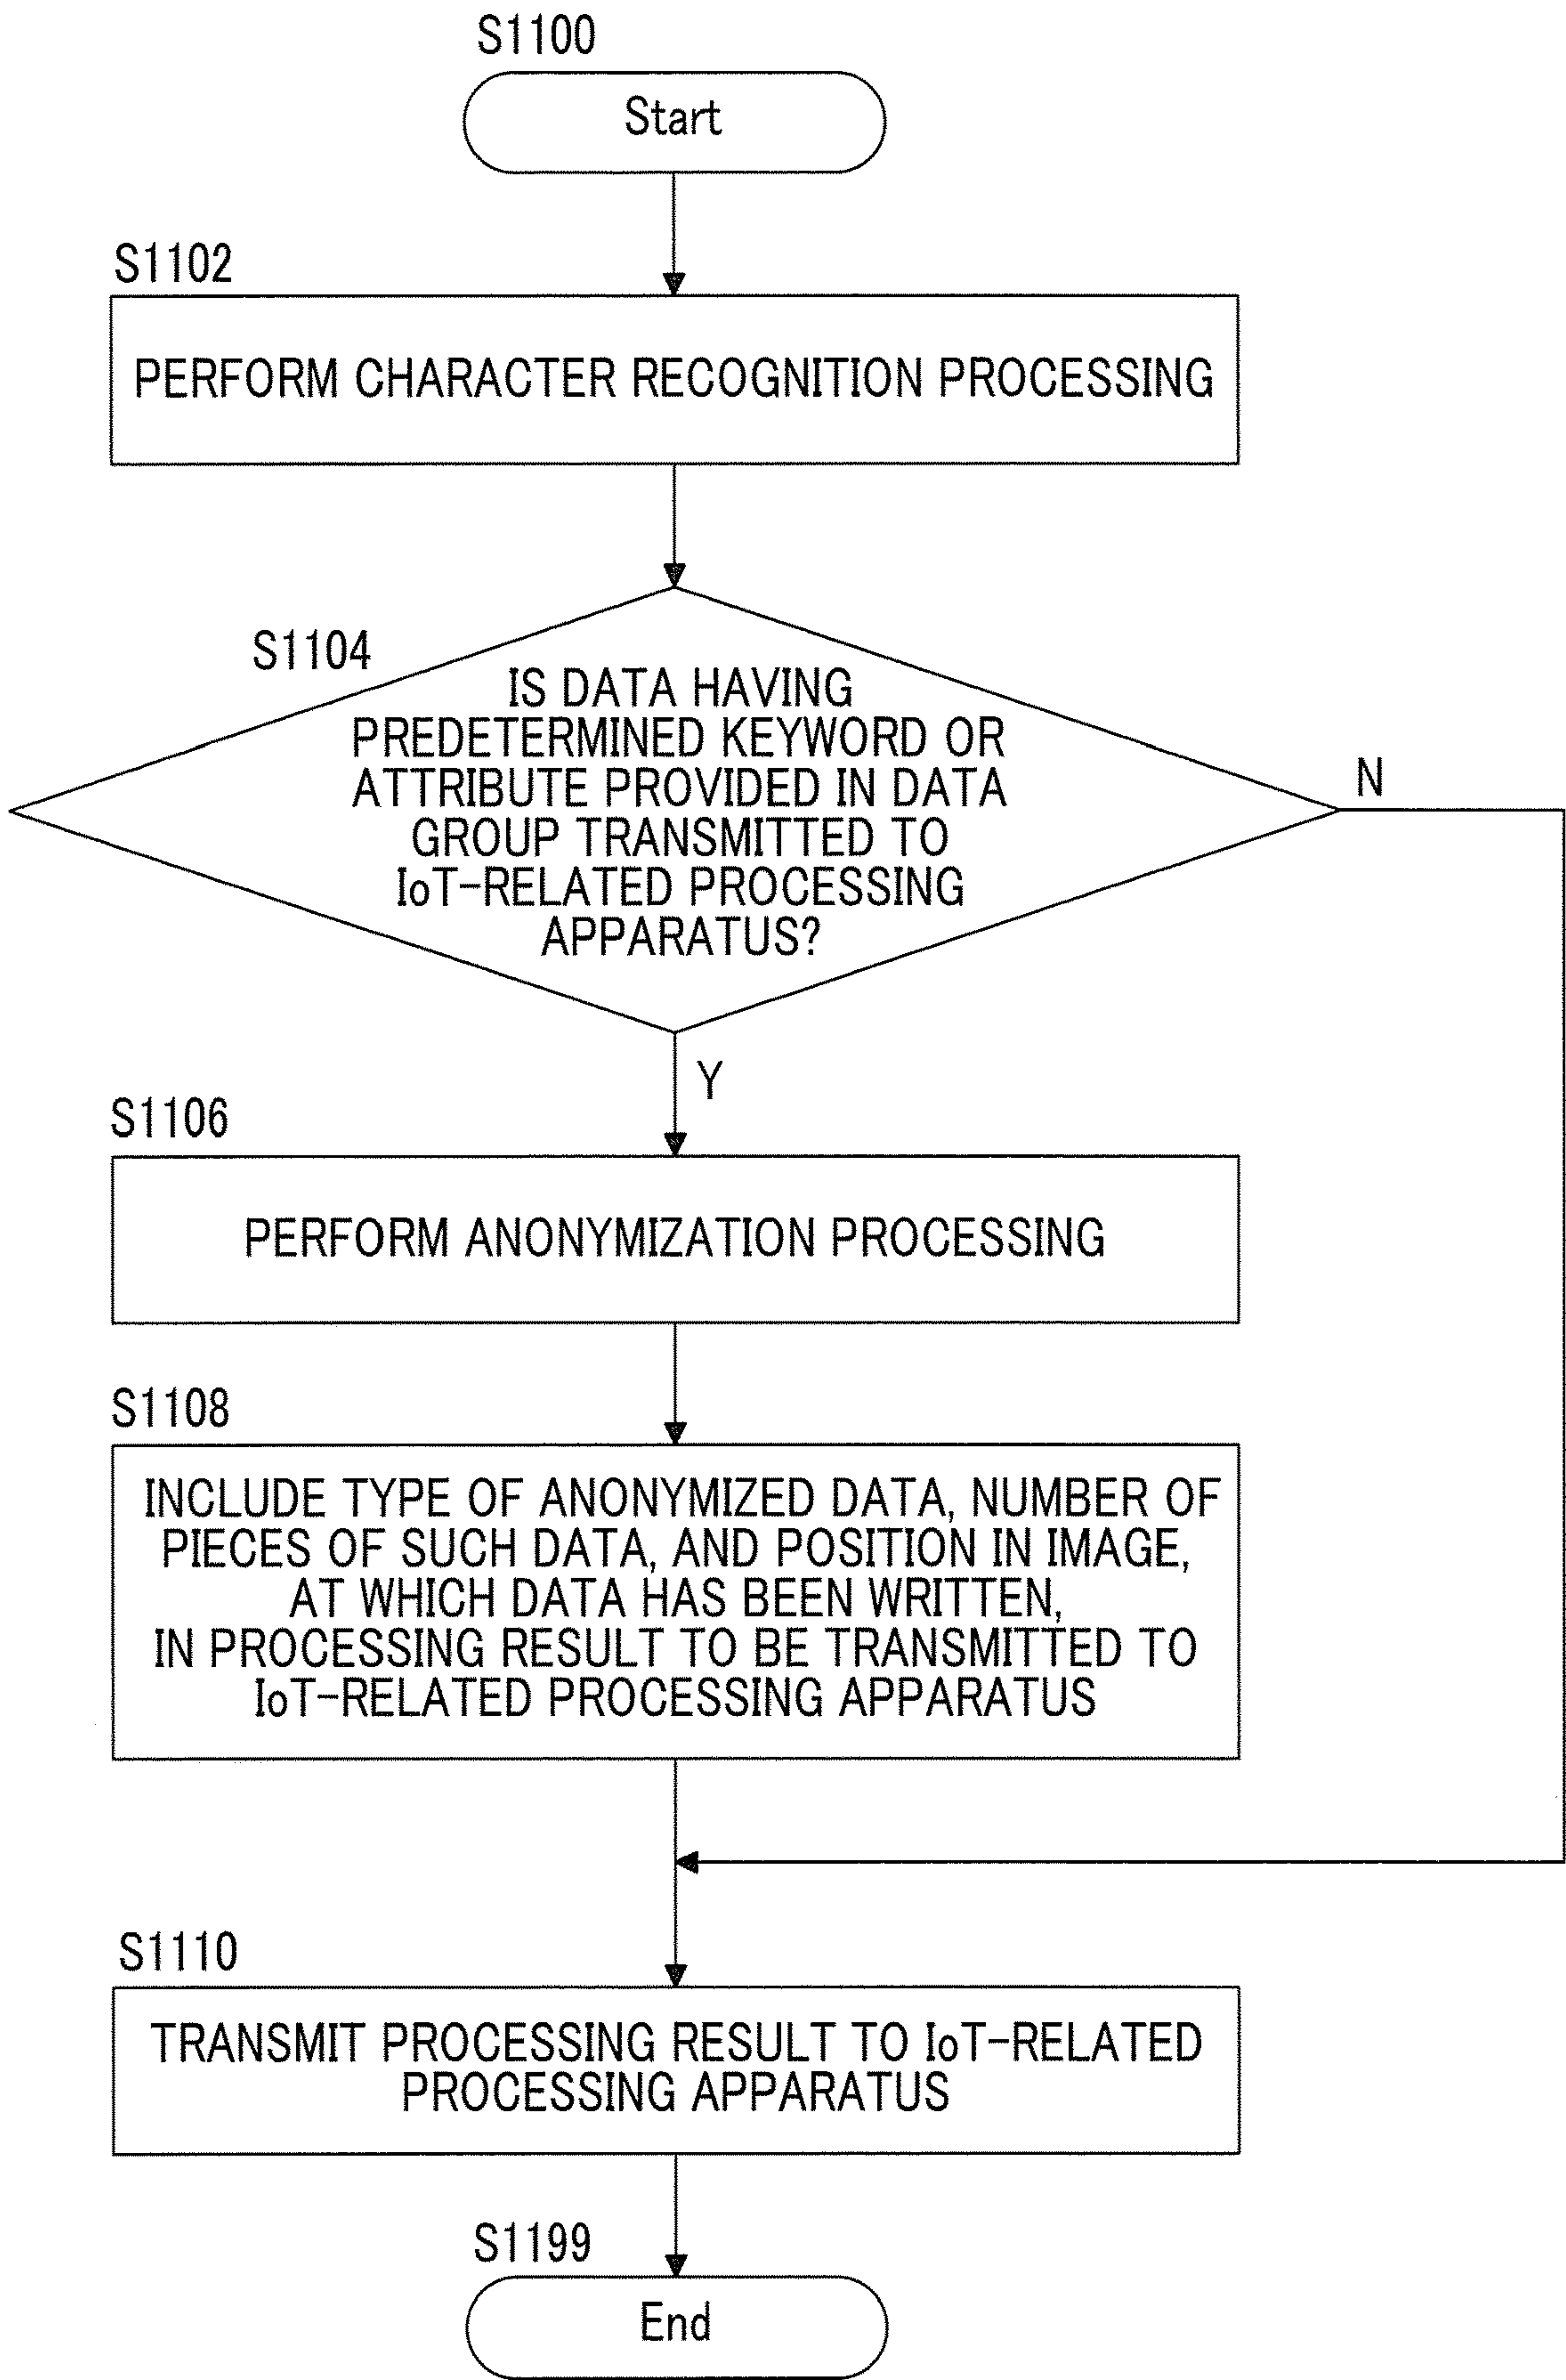 S1100
Start
S1102
PERFORM CHARACTER RECOGNITION PROCESSING
S1104
IS DATA HAVING
PREDETERMINED KEYWORD OR
ATTRIBUTE PROVIDED IN DATA
GROUP TRANSMITTED TO
IoT-RELATED PROCESSING
APPARATUS?
N
Y
S1106
PERFORM ANONYMIZATION PROCESSING
S1108
INCLUDE TYPE OF ANONYMIZED DATA, NUMBER OF
PIECES OF SUCH DATA, AND POSITION IN IMAGE,
AT WHICH DATA HAS BEEN WRITTEN,
IN PROCESSING RESULT TO BE TRANSMITTED TO
IoT-RELATED PROCESSING APPARATUS
S1110
TRANSMIT PROCESSING RESULT TO IoT-RELATED
PROCESSING APPARATUS
S1199
End